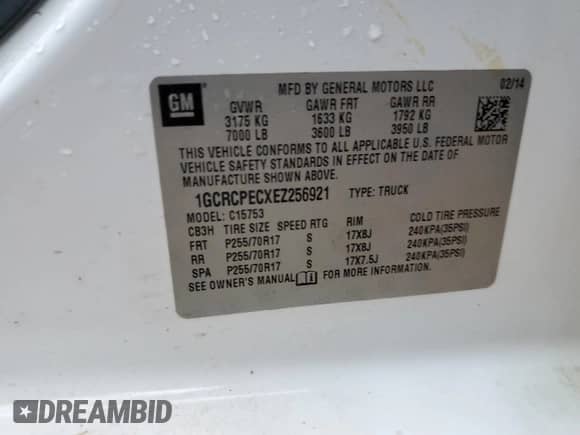 GM
MFD BY GENERAL MOTORS LLC 02/14
GVWR GAWR FRT GAWR RR
3175 KG 1633 KG 1792 KG
7000 LB 3600 LB 3950 LB
THIS VEHICLE CONFORMS TO ALL APPLICABLE U.S. FEDERAL MOTOR
VEHICLE SAFETY STANDARDS IN EFFECT ON THE DATE OF
MANUFACTURE SHOWN ABOVE.
1GCRCPECXEZ256921 TYPE: TRUCK
MODEL: C15753
CB3H TIRE SIZE SPEED RTG RIM COLD TIRE PRESSURE
FRT P255/70R17 S 17X8J 240KPA(35PSI)
RR P255/70R17 S 17X8J 240KPA(35PSI)
SPA P255/70R17 S 17X7.5J 240KPA(35PSI)
SEE OWNER'S MANUAL FOR MORE INFORMATION.
DREAMBID